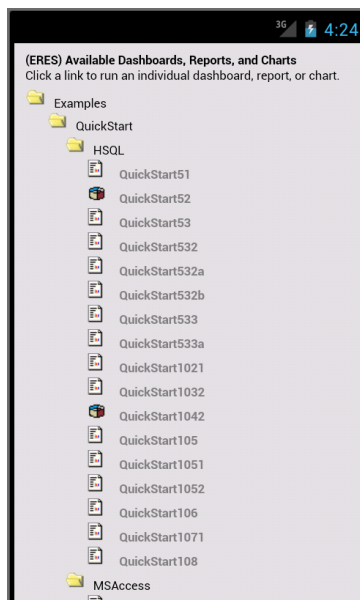 3G 4:24
(ERES) Available Dashboards, Reports, and Charts
Click a link to run an individual dashboard, report, or chart.
Examples
QuickStart
HSQL
QuickStart51
QuickStart52
QuickStart53
QuickStart532
QuickStart532a
QuickStart532b
QuickStart533
QuickStart533a
QuickStart1021
QuickStart1032
QuickStart1042
QuickStart105
QuickStart1051
QuickStart1052
QuickStart106
QuickStart1071
QuickStart108
MSAccess